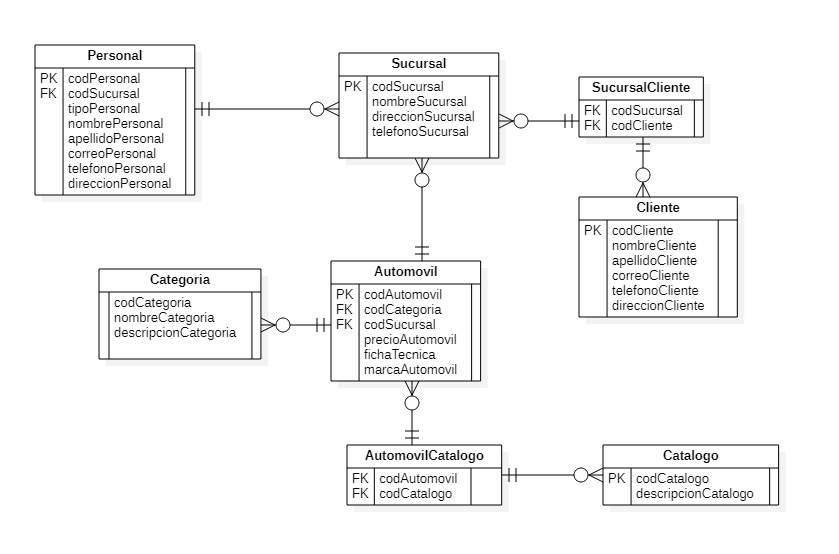 Personal
PK codPersonal
FK codSucursal
tipoPersonal
nombrePersonal
apellidoPersonal
correoPersonal
telefonoPersonal
direccionPersonal
Sucursal
PK codSucursal
nombreSucursal
direccionSucursal
telefonoSucursal
SucursalCliente
FK codSucursal
FK codCliente
Cliente
PK codCliente
nombreCliente
apellidoCliente
correoCliente
telefonoCliente
direccionCliente
Categoria
codCategoria
nombreCategoria
descripcionCategoria
Automovil
PK codAutomovil
FK codCategoria
FK codSucursal
precioAutomovil
fichaTecnica
marcaAutomovil
AutomovilCatalogo
FK codAutomovil
FK codCatalogo
Catalogo
PK codCatalogo
descripcionCatalogo